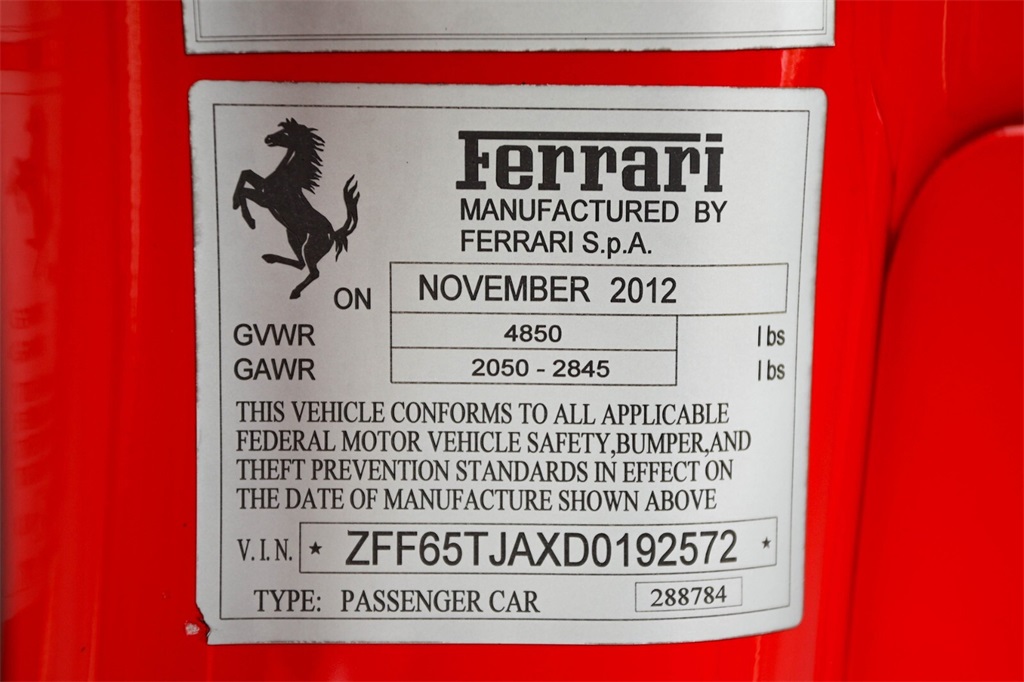 Ferrari
MANUFACTURED BY
FERRARI S.p.A.
ON NOVEMBER 2012
GVWR 4850 lbs
GAWR 2050 - 2845 lbs
THIS VEHICLE CONFORMS TO ALL APPLICABLE
FEDERAL MOTOR VEHICLE SAFETY,BUMPER,AND
THEFT PREVENTION STANDARDS IN EFFECT ON
THE DATE OF MANUFACTURE SHOWN ABOVE
V.I.N. ★ ZFF65TJAXD0192572 ★
TYPE: PASSENGER CAR 288784